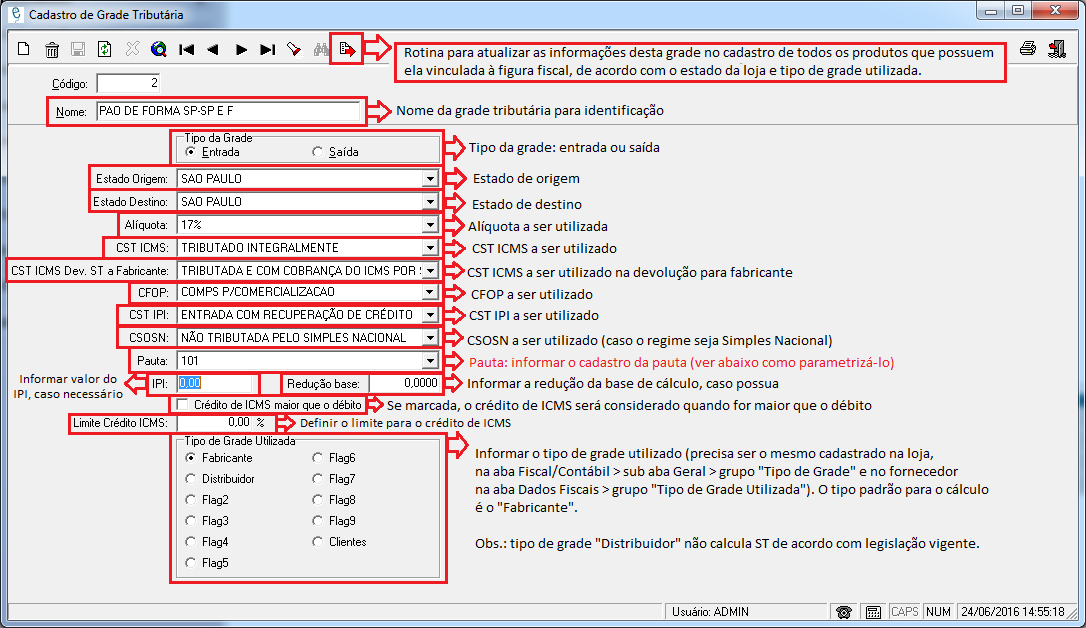 Cadastro de Grade Tributária
Rotina para atualizar as informações desta grade no cadastro de todos os produtos que possuem
ela vinculada à figura fiscal, de acordo com o estado da loja e tipo de grade utilizada.
Código: 2
Nome: PAO DE FORMA SP-SP E F Nome da grade tributária para identificação
Tipo da Grade
Entrada Saída Tipo da grade: entrada ou saída
Estado Origem: SAO PAULO Estado de origem
Estado Destino: SAO PAULO Estado de destino
Alíquota: 17% Alíquota a ser utilizada
CST ICMS: TRIBUTADO INTEGRALMENTE CST ICMS a ser utilizado
CST ICMS Dev. ST a Fabricante: TRIBUTADA E COM COBRANÇA DO ICMS POR CST ICMS a ser utilizado na devolução para fabricante
CFOP: COMPS P/COMERCIALIZACAO CFOP a ser utilizado
CST IPI: ENTRADA COM RECUPERAÇÃO DE CRÉDITO CST IPI a ser utilizado
CSOSN: NÃO TRIBUTADA PELO SIMPLES NACIONAL CSOSN a ser utilizado (caso o regime seja Simples Nacional)
Pauta: 101 Pauta: informar o cadastro da pauta (ver abaixo como parametrizá-lo)
Informar valor do
IPI, caso necessário
IPI: 0,00 Redução base: 0,0000 Informar a redução da base de cálculo, caso possua
Crédito de ICMS maior que o débito Se marcada, o crédito de ICMS será considerado quando for maior que o débito
Limite Crédito ICMS: 0,00 % Definir o limite para o crédito de ICMS
Tipo de Grade Utilizada
Fabricante Flag6
Distribuidor Flag7
Flag2 Flag8
Flag3 Flag9
Flag4 Clientes
Flag5
Informar o tipo de grade utilizado (precisa ser o mesmo cadastrado na loja,
na aba Fiscal/Contábil > sub aba Geral > grupo "Tipo de Grade" e no fornecedor
na aba Dados Fiscais > grupo "Tipo de Grade Utilizada"). O tipo padrão para o cálculo
é o "Fabricante".
Obs.: tipo de grade "Distribuidor" não calcula ST de acordo com legislação vigente.
Usuário: ADMIN CAPS NUM 24/06/2016 14:55:18